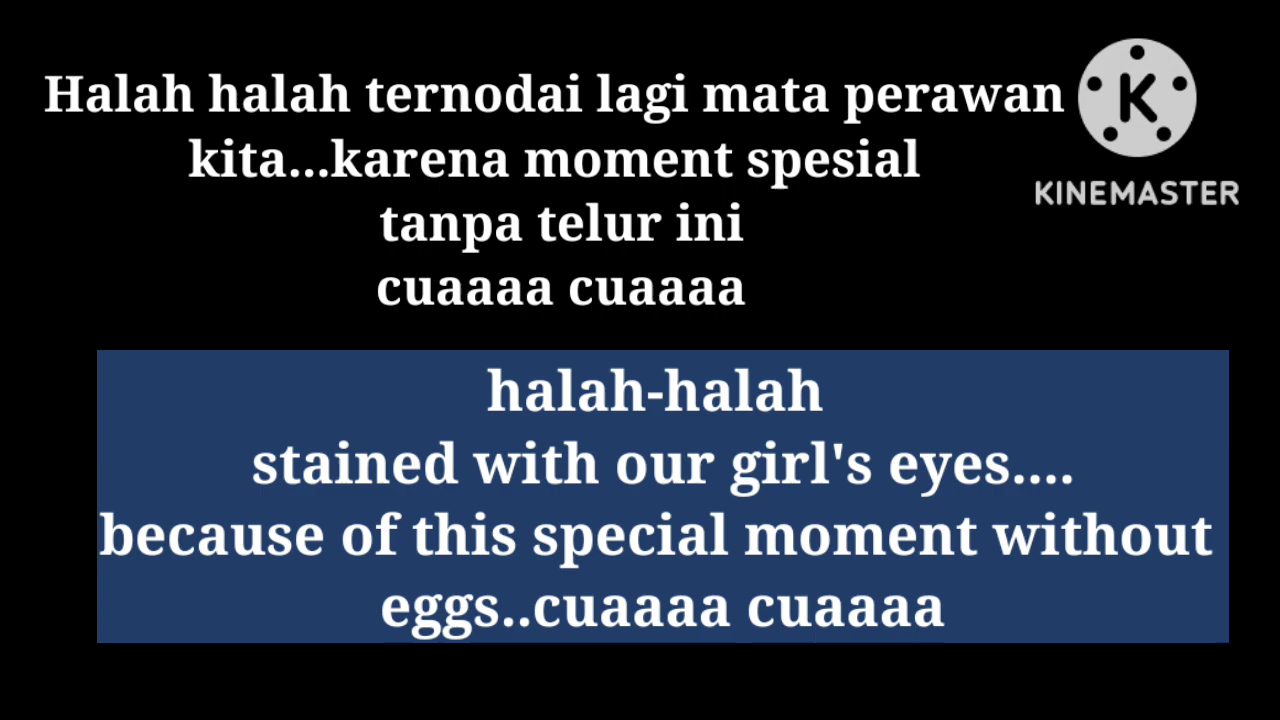 Halah halah ternodai lagi mata perawan
kita...karena moment spesial
tanpa telur ini
cuaaaa cuaaaa
K
KINEMASTER
halah-halah
stained with our girl's eyes....
because of this special moment without
eggs..cuaaaa cuaaaa